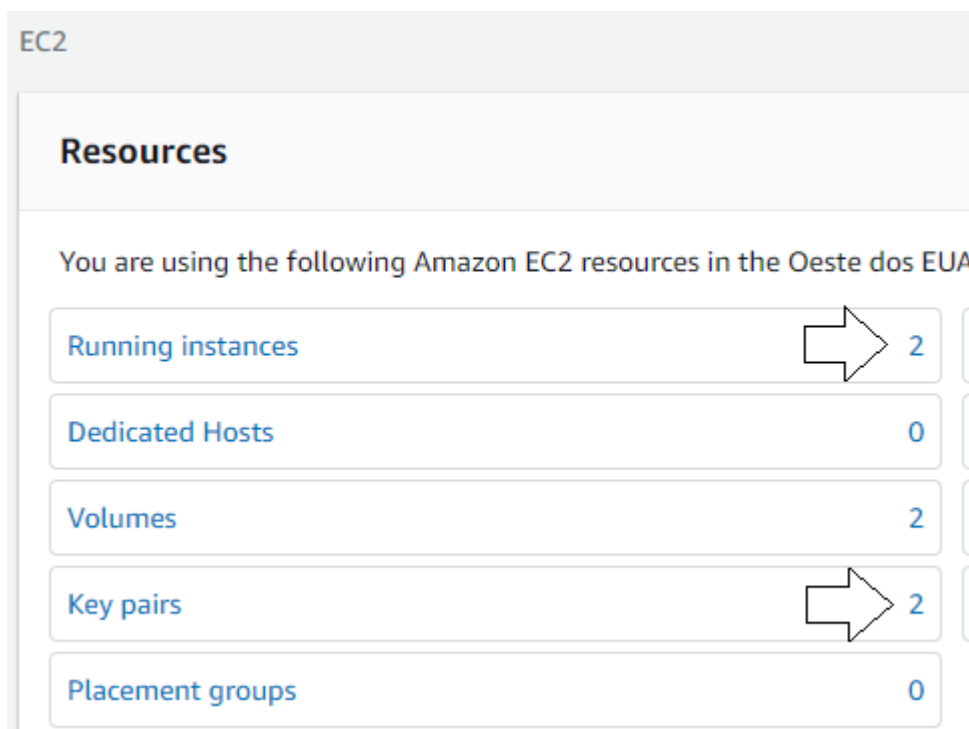 EC2
Resources
You are using the following Amazon EC2 resources in the Oeste dos EUA
Running instances 2
Dedicated Hosts 0
Volumes 2
Key pairs 2
Placement groups 0